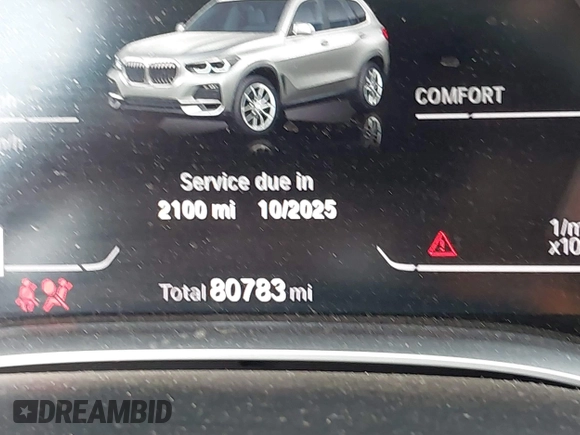 COMFORT
Service due in
2100 mi 10/2025
Total 80783 mi
DREAMBID